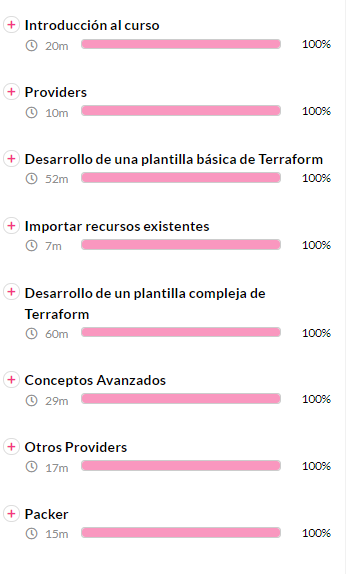 Introducción al curso
20m 100%
Providers
10m 100%
Desarrollo de una plantilla básica de Terraform
52m 100%
Importar recursos existentes
7m 100%
Desarrollo de un plantilla compleja de
Terraform
60m 100%
Conceptos Avanzados
29m 100%
Otros Providers
17m 100%
Packer
15m 100%